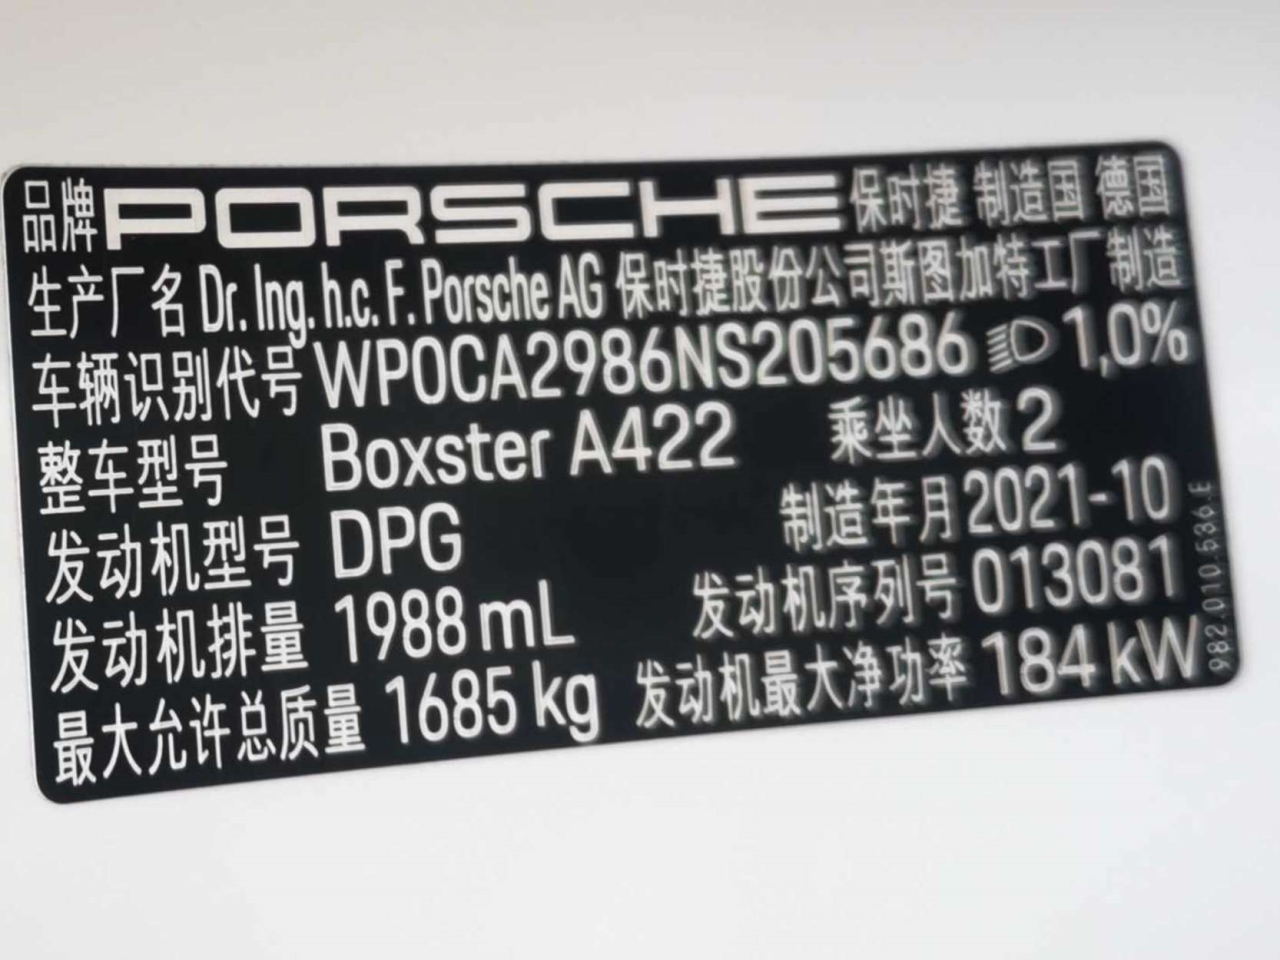 品牌 PORSCHE 保时捷 制造国 德国
生产厂名 Dr. Ing. h.c. F. Porsche AG 保时捷股份公司斯图加特工厂制造
车辆识别代号 WP0CA2986NS205686 1,0%
整车型号 Boxster A422 乘坐人数 2
发动机型号 DPG 制造年月 2021-10
发动机排量 1988 mL 发动机序列号 013081
最大允许总质量 1685 kg 发动机最大净功率 184 kW
982.010.536.E